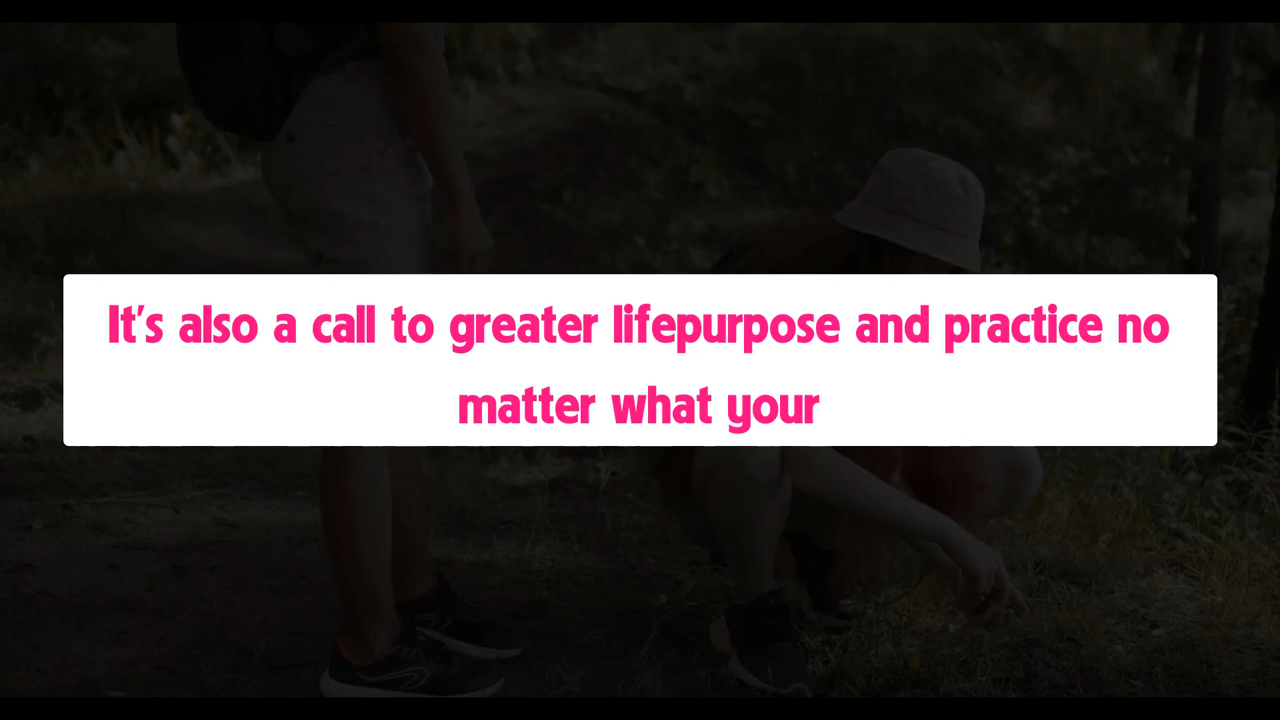 It's also a call to greater lifepurpose and practice no
matter what your